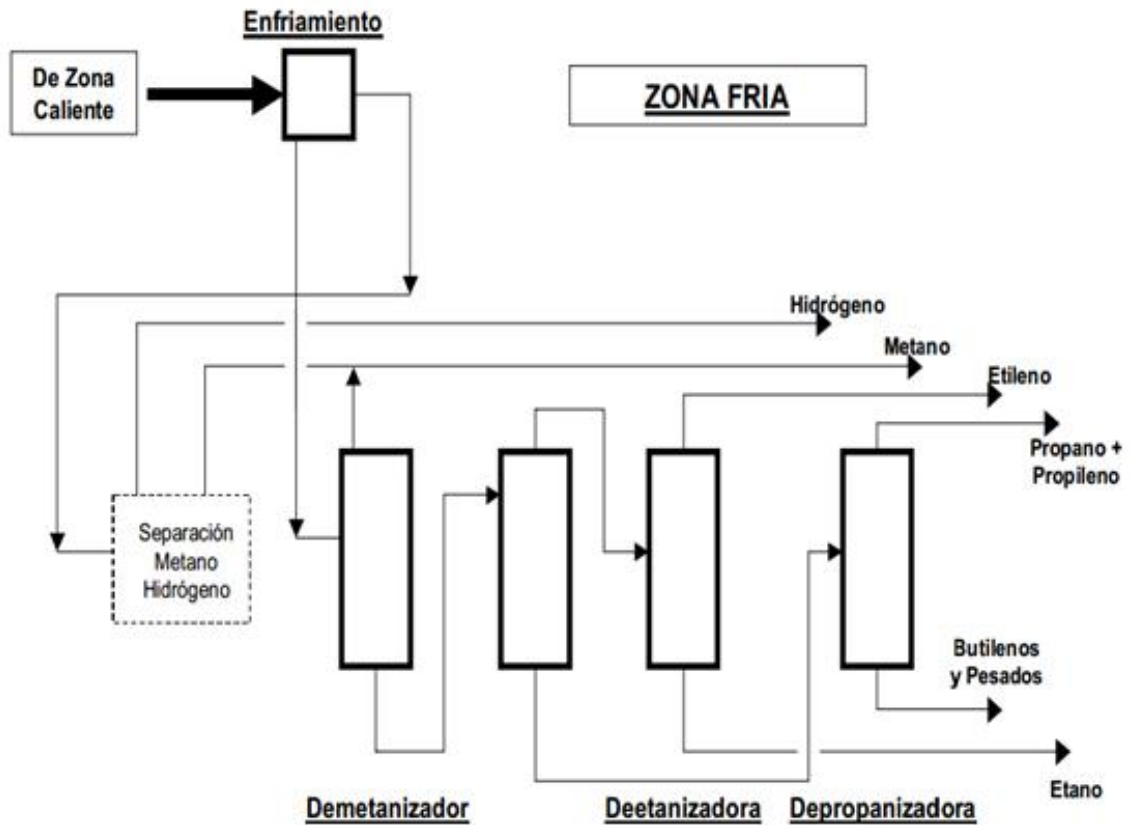 Enfriamiento
De Zona
Caliente
ZONA FRIA
Hidrógeno
Metano
Etileno
Propano +
Propileno
Separación
Metano
Hidrógeno
Butilenos
y Pesados
Etano
Demetanizador
Deetanizadora
Depropanizadora